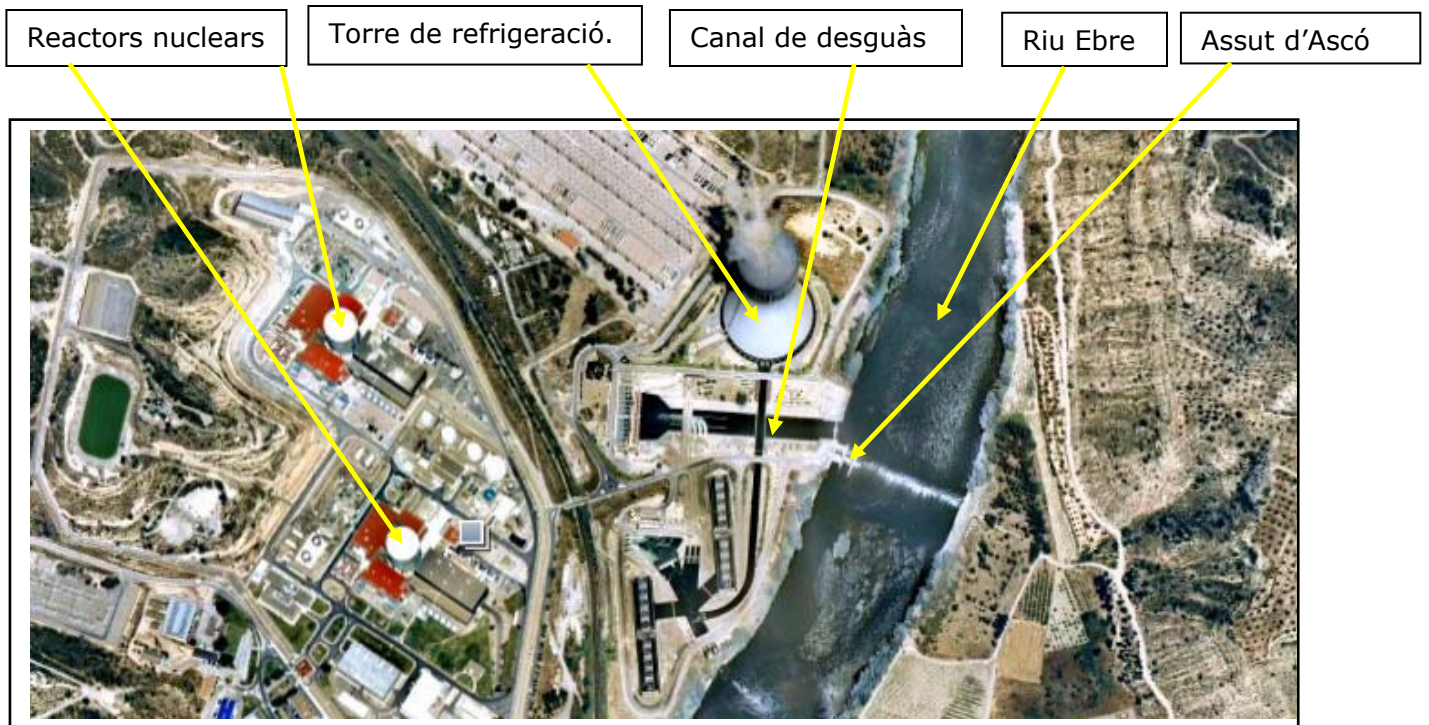 Reactors nuclears
Torre de refrigeració.
Canal de desguàs
Riu Ebre
Assut d'Ascó